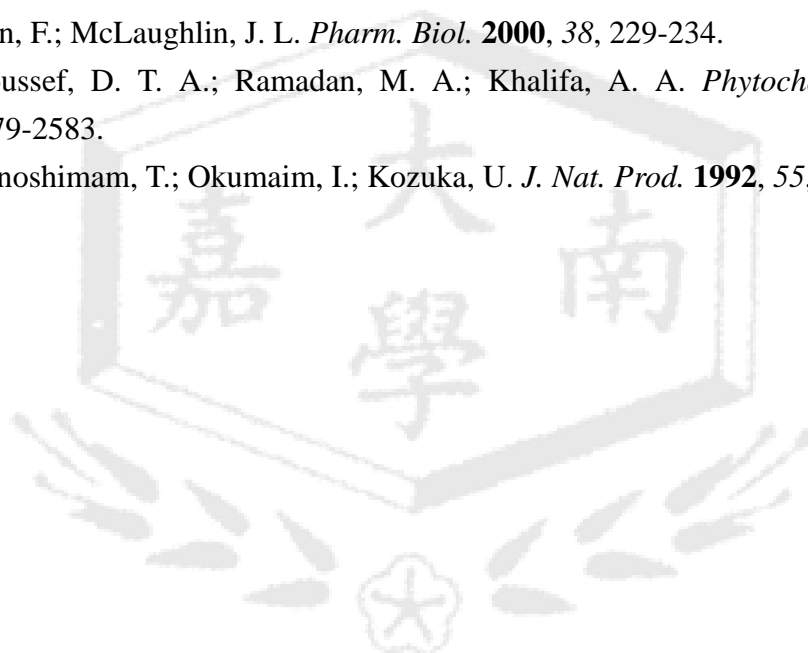 n, F.; McLaughlin, J. L. Pharm. Biol. 2000, 38, 229-234.
ussef, D. T. A.; Ramadan, M. A.; Khalifa, A. A. Phytoch
79-2583.
noshimam, T.; Okumaim, I.; Kozuka, U. J. Nat. Prod. 1992, 55,
大
嘉 南
學